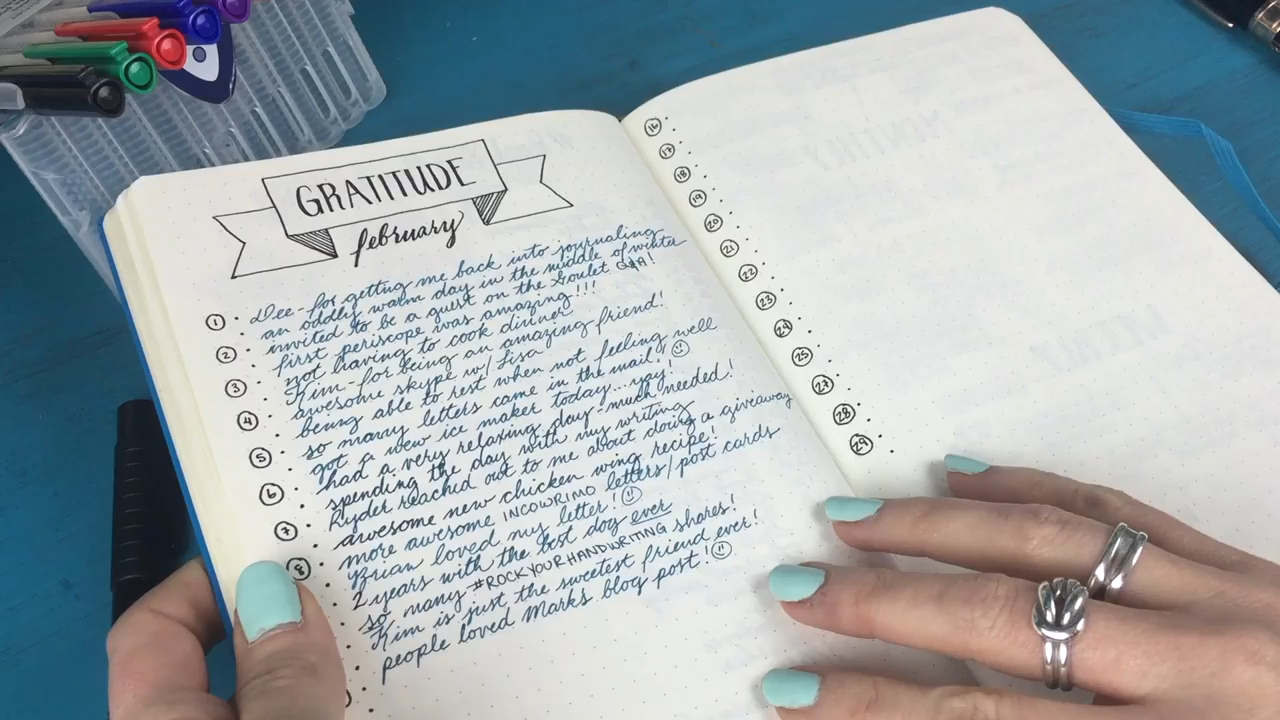 GRATITUDE
february
Dee - for getting me back into journaling
an oddly warm day in the middle of winter
① invited to be a guest on the Goulet Q&A!
first periscope was amazing!!!
② not having to cook dinner
Kim - for being an amazing friend!
③ awesome skype w/ Lisa
being able to rest when not feeling well
④ so many letters came in the mail! ☺
got a new ice maker today...yay!
⑤ had a very relaxing day - much needed!
spending the day with my writing
⑥ Ryder reached out to me about doing a giveaway
awesome new chicken wing recipe!
⑦ more awesome INCOWRIMO letters/post cards
Brian loved my letter! ☺
⑧ 2 years with the best dog ever
so many #ROCKYOURHANDWRITING shares!
Kim is just the sweetest friend ever!
people loved Mark's blog post! ☺
⑯
⑰
⑱
⑲
⑳
㉑
㉒
㉓
㉔
㉕
㉗
㉘
㉙